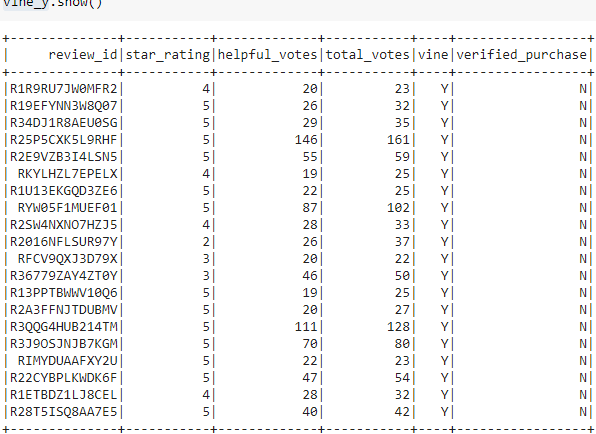 vine_y.show()
+--------------+-----------+-------------+-----------+----+-----------------+
|     review_id|star_rating|helpful_votes|total_votes|vine|verified_purchase|
+--------------+-----------+-------------+-----------+----+-----------------+
|R1R9RU7JW0MFR2|          4|           20|         23|   Y|                N|
|R19EFYNN3W8Q07|          5|           26|         32|   Y|                N|
|R34DJ1R8AEU0SG|          5|           29|         35|   Y|                N|
|R25P5CXK5L9RHF|          5|          146|        161|   Y|                N|
|R2E9VZB3I4LSN5|          5|           55|         59|   Y|                N|
| RKYLHZL7EPELX|          4|           19|         25|   Y|                N|
|R1U13EKGQD3ZE6|          5|           22|         25|   Y|                N|
| RYW05F1MUEF01|          5|           87|        102|   Y|                N|
|R2SW4NXNO7HZJ5|          4|           28|         33|   Y|                N|
|R2016NFLSUR97Y|          2|           26|         37|   Y|                N|
| RFCV9QXJ3D79X|          3|           20|         22|   Y|                N|
|R36779ZAY4ZT0Y|          3|           46|         50|   Y|                N|
|R13PPTBWWV10Q6|          5|           19|         25|   Y|                N|
|R2A3FFNJTDUBMV|          5|           20|         27|   Y|                N|
|R3QQG4HUB214TM|          5|          111|        128|   Y|                N|
|R3J9OSJNJB7KGM|          5|           70|         80|   Y|                N|
| RIMYDUAAFXY2U|          5|           22|         23|   Y|                N|
|R22CYBPLKWDK6F|          5|           47|         54|   Y|                N|
|R1ETBDZ1LJ8CEL|          4|           28|         32|   Y|                N|
|R28T5ISQ8AA7E5|          5|           40|         42|   Y|                N|
+--------------+-----------+-------------+-----------+----+-----------------+